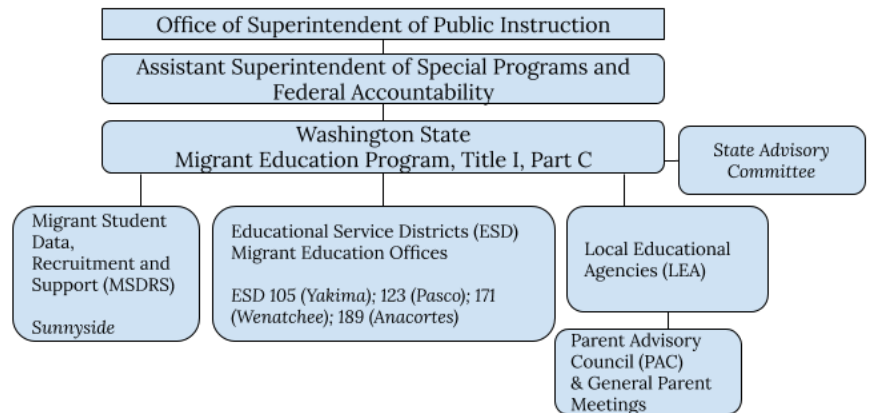 Office of Superintendent of Public Instruction
Assistant Superintendent of Special Programs and
Federal Accountability
Washington State
Migrant Education Program, Title I, Part C
State Advisory
Committee
Migrant Student
Data,
Recruitment and
Support (MSDRS)
Sunnyside
Educational Service Districts (ESD)
Migrant Education Offices
ESD 105 (Yakima); 123 (Pasco); 171
(Wenatchee); 189 (Anacortes)
Local Educational
Agencies (LEA)
Parent Advisory
Council (PAC)
& General Parent
Meetings